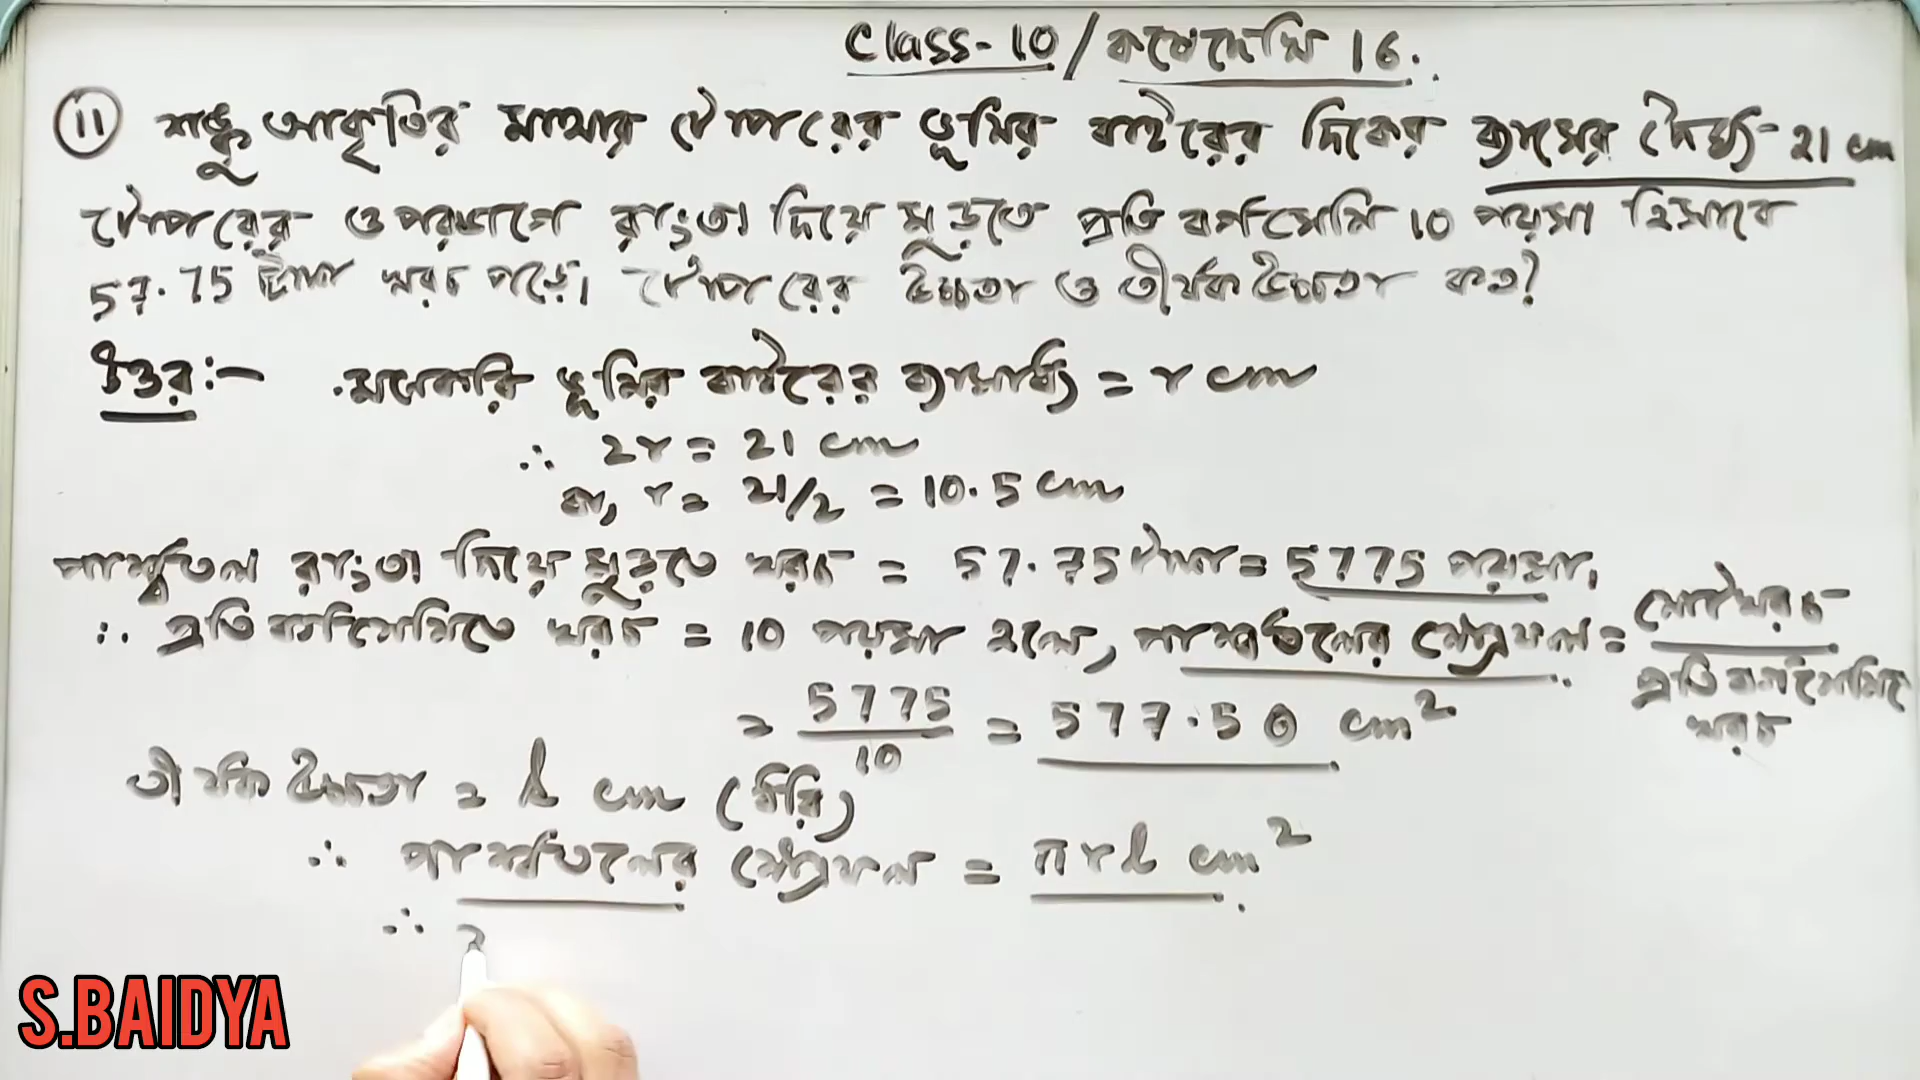 Class-10/কষেদেখি 16.
(11) শঙ্কু আকৃতির মাথার টোপরের ভূমির বাইরের দিকের ব্যাসের দৈর্ঘ্য 21 cm
টোপরের ওপরভাগে রাংতা দিয়ে মুড়তে প্রতি বর্গসেমি 10 পয়সা হিসাবে
57.75 টাকা খরচ পড়ে। টোপরের উচ্চতা ও তীর্যক উচ্চতা কত?
উত্তর:- মনেকরি ভূমির বাইরের ব্যাসার্ধ = r cm
∴ 2r = 21 cm
বা, r = 21/2 = 10.5 cm
পার্শ্বতল রাংতা দিয়ে মুড়তে খরচ = 57.75 টাকা = 5775 পয়সা।
∴ প্রতি বর্গসেমিতে খরচ = 10 পয়সা হলে, পার্শ্বতলের ক্ষেত্রফল = মোট খরচ / প্রতি বর্গসেমিতে খরচ
= 5775/10 = 577.50 cm²
তীর্যক উচ্চতা = l cm (ধরি)
∴ পার্শ্বতলের ক্ষেত্রফল = πrl cm².
∴
S.BAIDYA